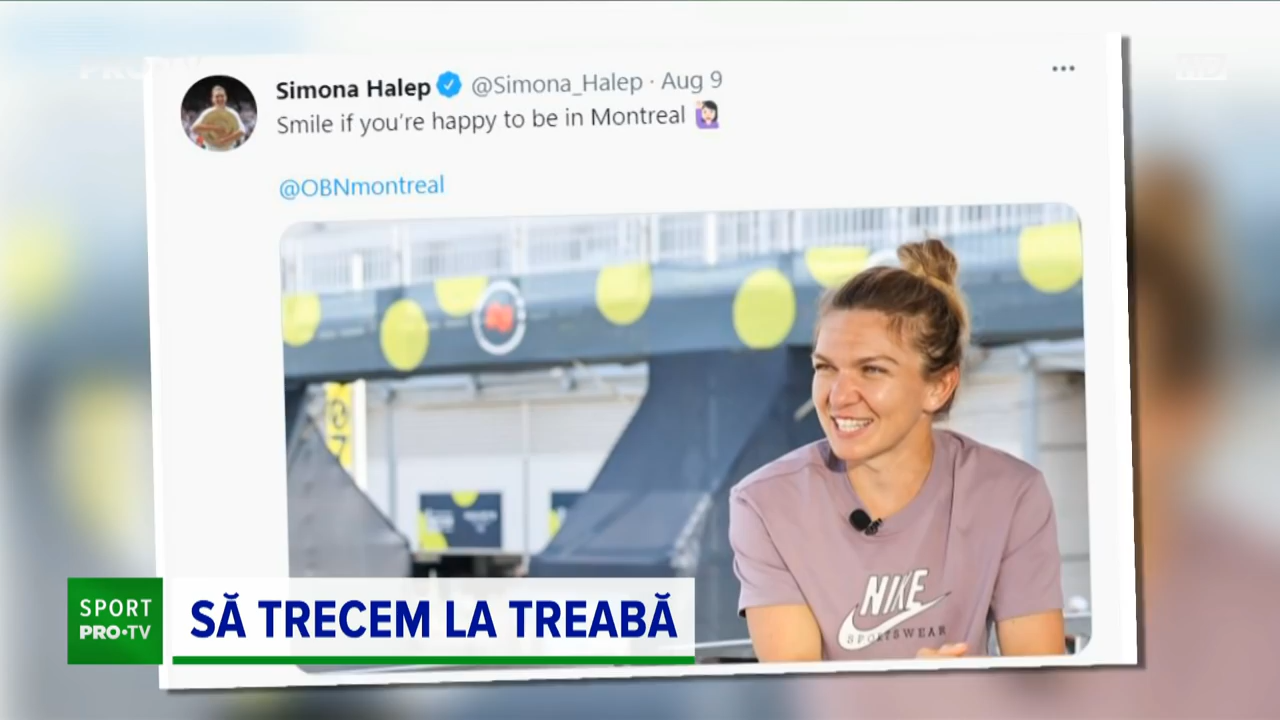 Simona Halep @Simona_Halep · Aug 9
Smile if you're happy to be in Montreal 🙋🏻‍♀️
@OBNmontreal
NIKE
SPORTSWEAR
SPORT
PRO•TV
SĂ TRECEM LA TREABĂ